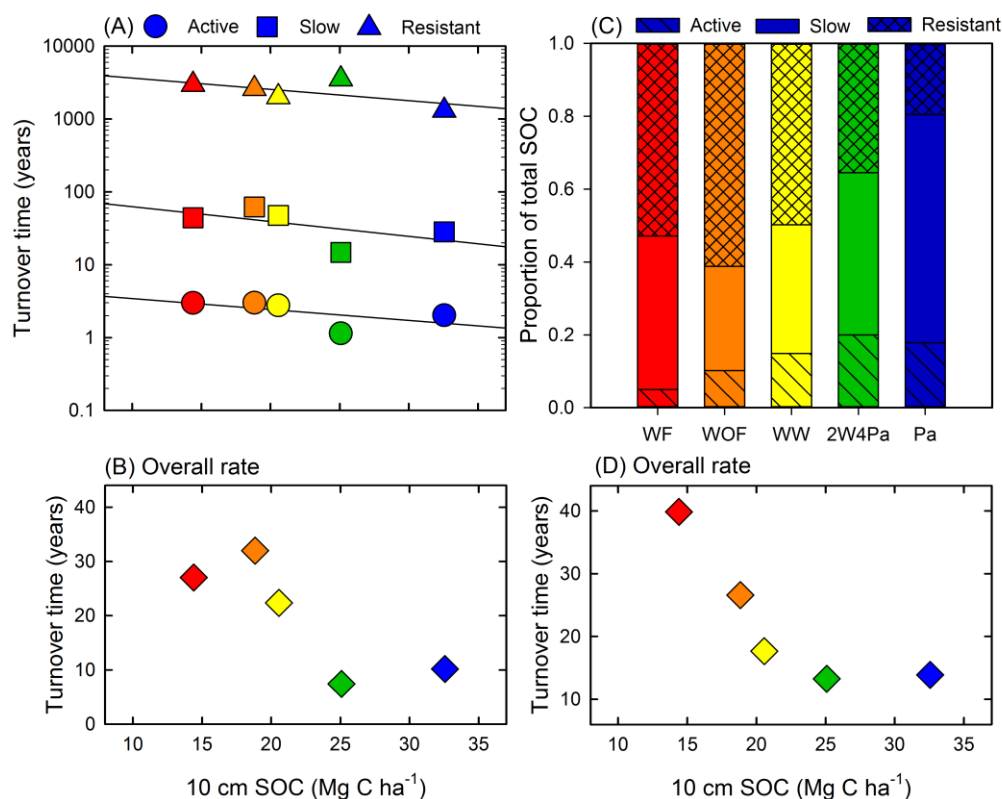 Active Slow Resistant
(A)
Turnover time (years)
10000
1000
100
10
1
0.1
Active Slow Resistant
(C)
Proportion of total SOC
1.0
0.8
0.6
0.4
0.2
0.0
WF WOF WW 2W4Pa Pa
(B) Overall rate
Turnover time (years)
40
30
20
10
0
10 15 20 25 30 35
10 cm SOC (Mg C ha⁻¹)
(D) Overall rate
Turnover time (years)
40
30
20
10
10 15 20 25 30 35
10 cm SOC (Mg C ha⁻¹)